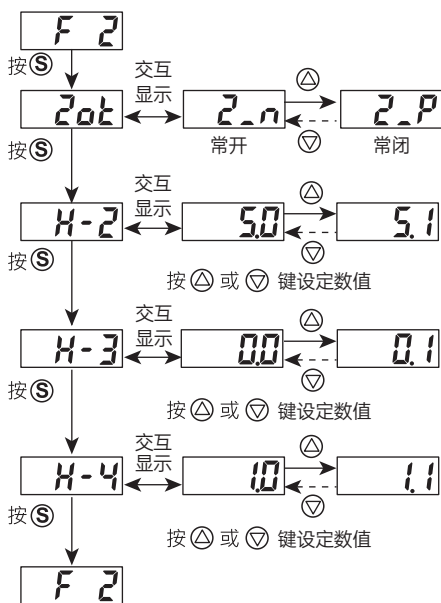 F 2
按Ⓢ
交互
显示
2ot
2_n
2_P
常开
常闭
按Ⓢ
交互
显示
H-2
5.0
5.1
按Ⓢ
按△或▽键设定数值
交互
显示
H-3
0.0
0.1
按Ⓢ
按△或▽键设定数值
交互
显示
H-4
1.0
1.1
按Ⓢ
按△或▽键设定数值
F 2